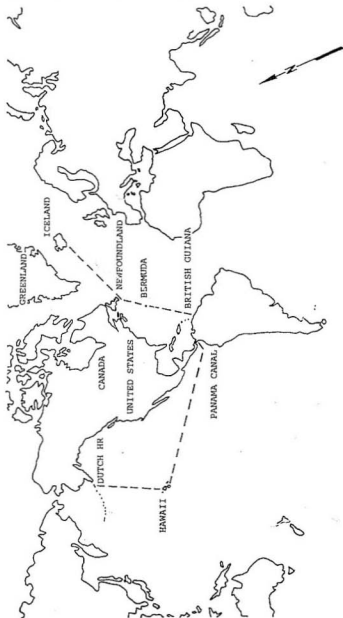 GREENLAND
ICELAND
CANADA
NEWFOUNDLAND
DUTCH HR
UNITED STATES
BERMUDA
HAWAII
BRITISH GUIANA
PANAMA CANAL
N